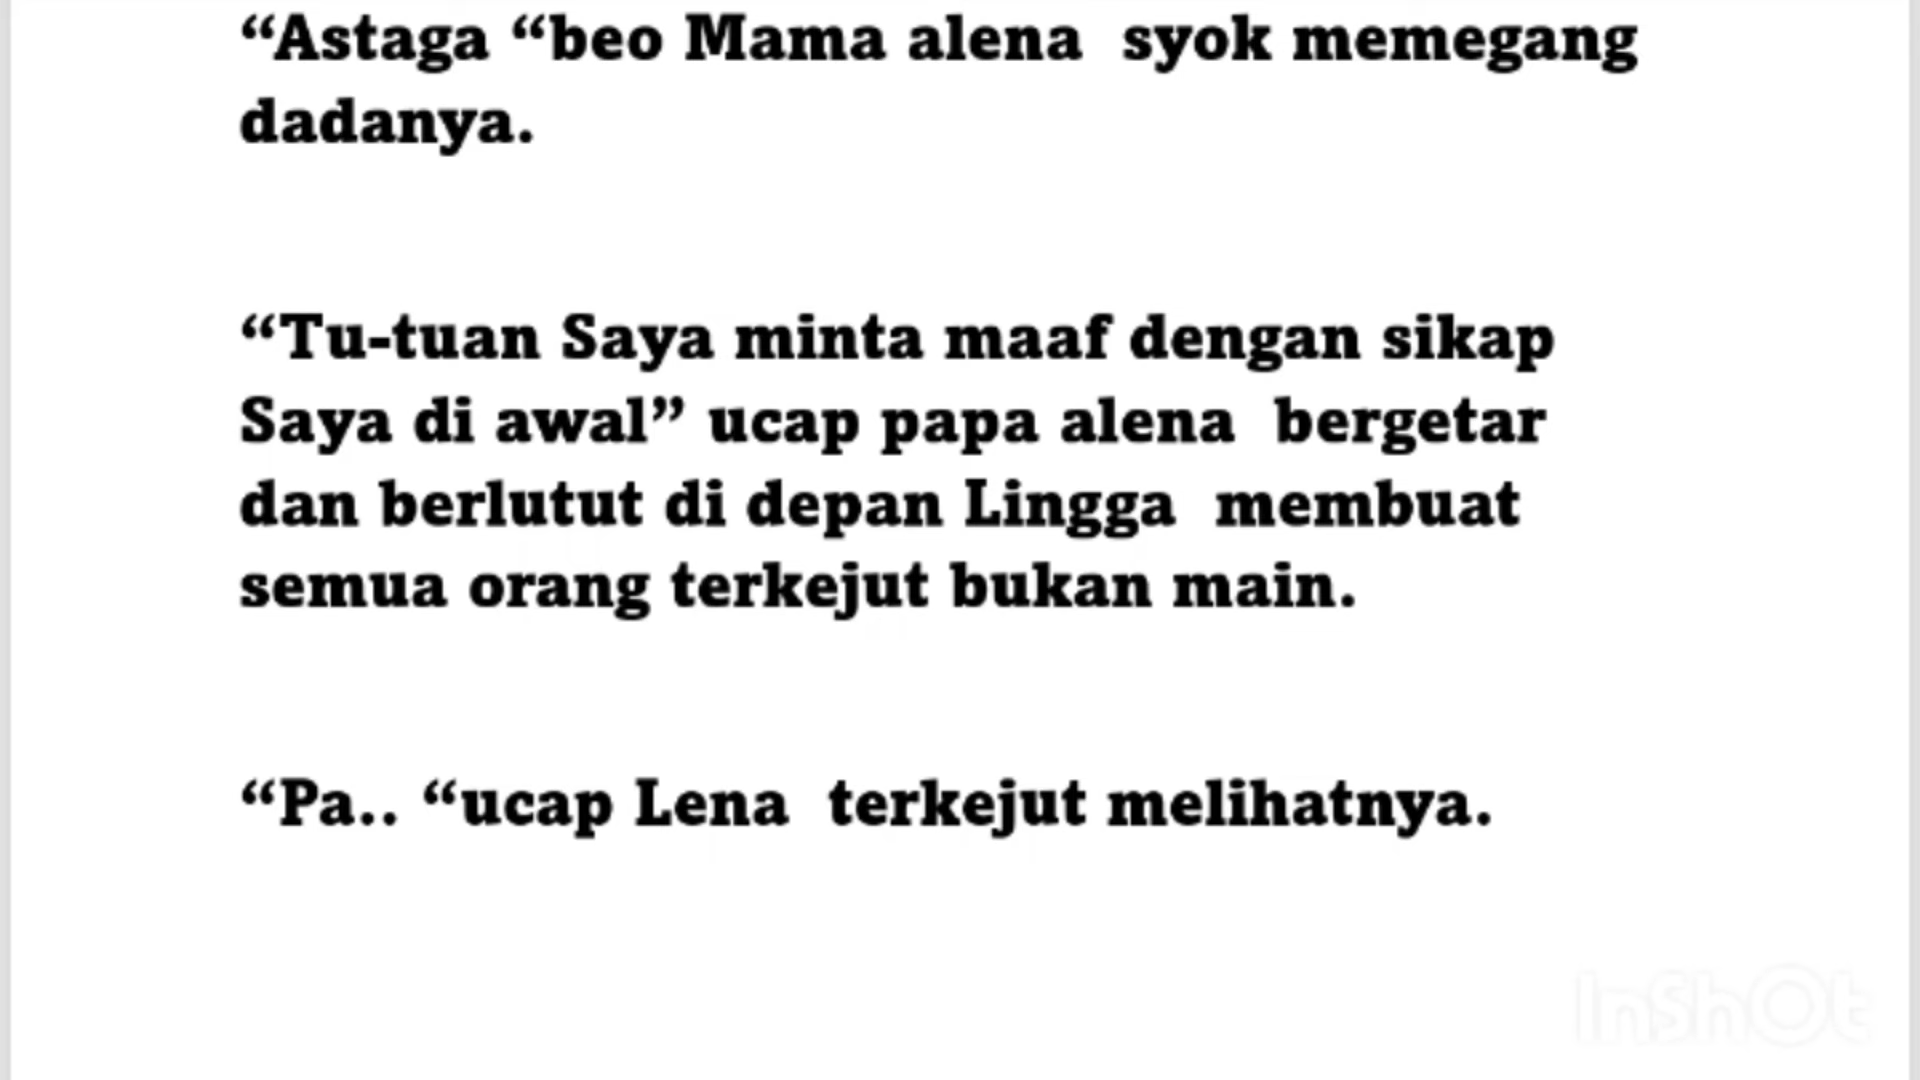 “Astaga “beo Mama alena  syok memegang
dadanya.
“Tu-tuan Saya minta maaf dengan sikap
Saya di awal” ucap papa alena  bergetar
dan berlutut di depan Lingga  membuat
semua orang terkejut bukan main.
“Pa.. “ucap Lena  terkejut melihatnya.
InShOt